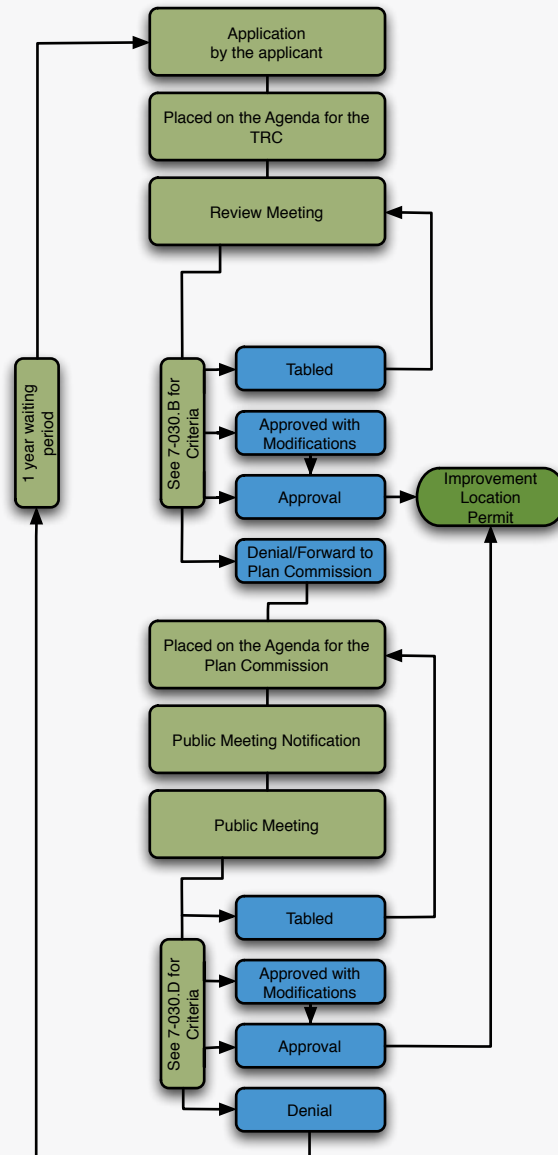 Application
by the applicant
Placed on the Agenda for the
TRC
Review Meeting
1 year waiting
period
See 7-030.B for
Criteria
Tabled
Approved with
Modifications
Approval
Improvement
Location
Permit
Denial/Forward to
Plan Commission
Placed on the Agenda for the
Plan Commission
Public Meeting Notification
Public Meeting
See 7-030.D for
Criteria
Tabled
Approved with
Modifications
Approval
Denial